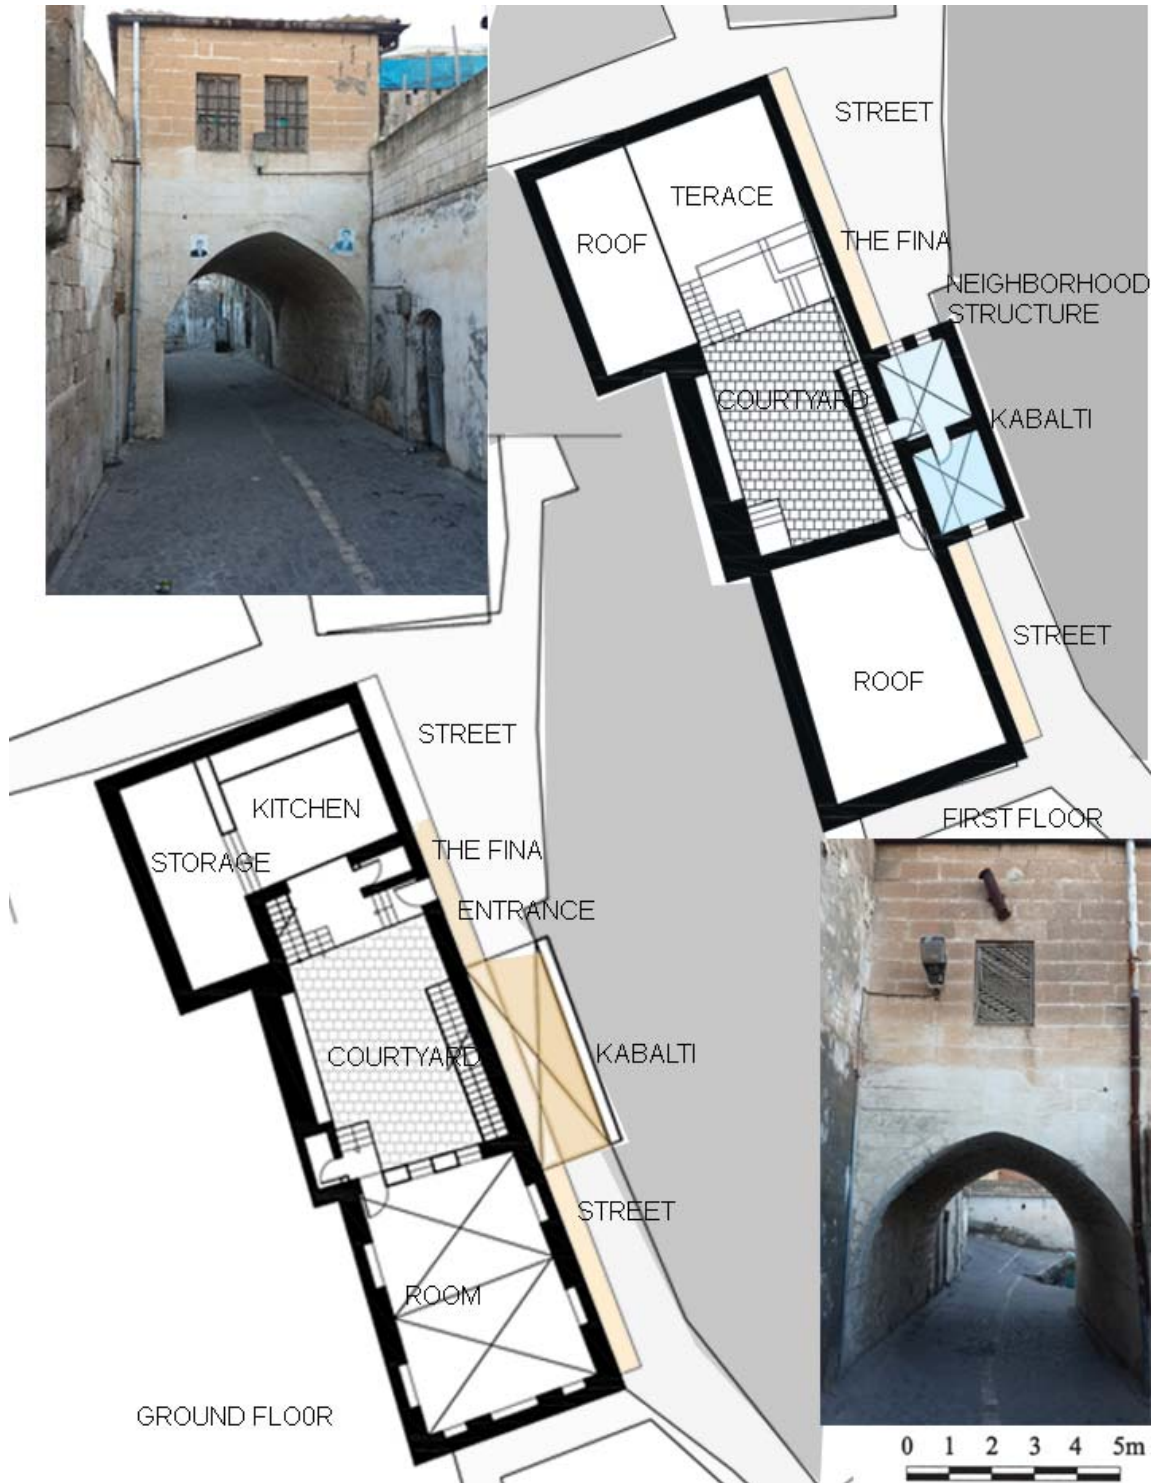 STREET
TERACE
ROOF
THE FINA
NEIGHBORHOOD
STRUCTURE
COURTYARD
KABALTI
STREET
ROOF
FIRST FLOOR
STREET
KITCHEN
STORAGE
THE FINA
ENTRANCE
COURTYARD
KABALTI
STREET
ROOM
GROUND FLO0R
0 1 2 3 4 5m